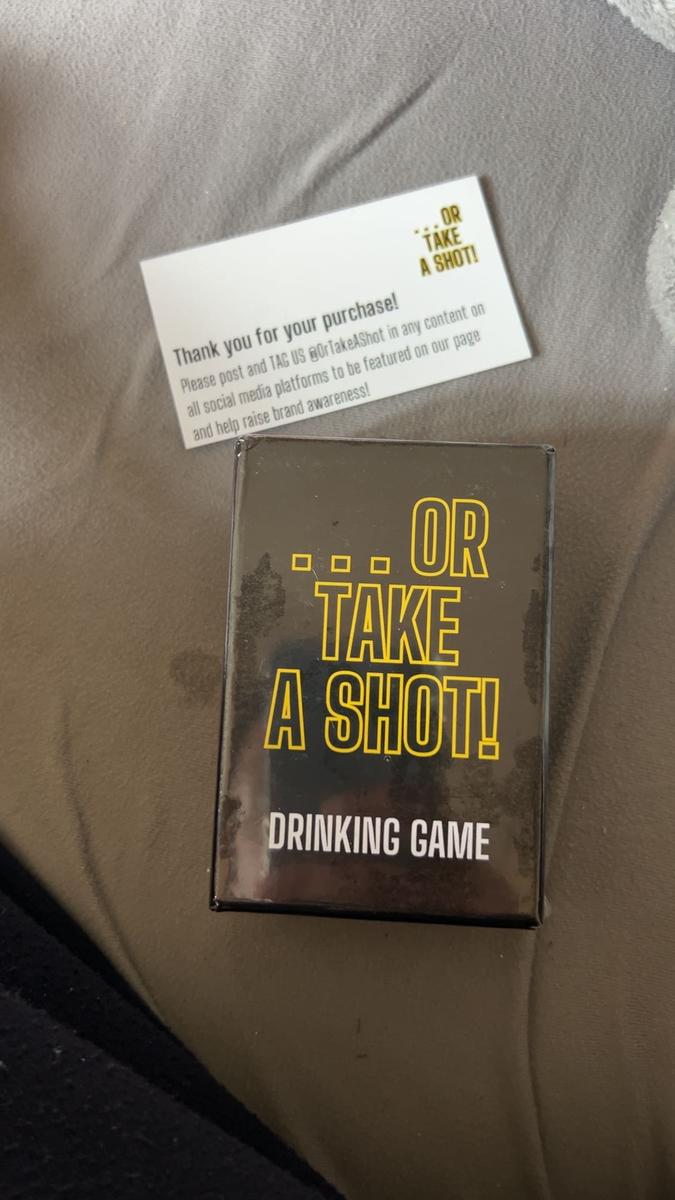 ...OR
TAKE
A SHOT!
Thank you for your purchase!
Please post and TAG US @OrTakeAShot in any content on
all social media platforms to be featured on our page
and help raise brand awareness!
...OR
TAKE
A SHOT!
DRINKING GAME